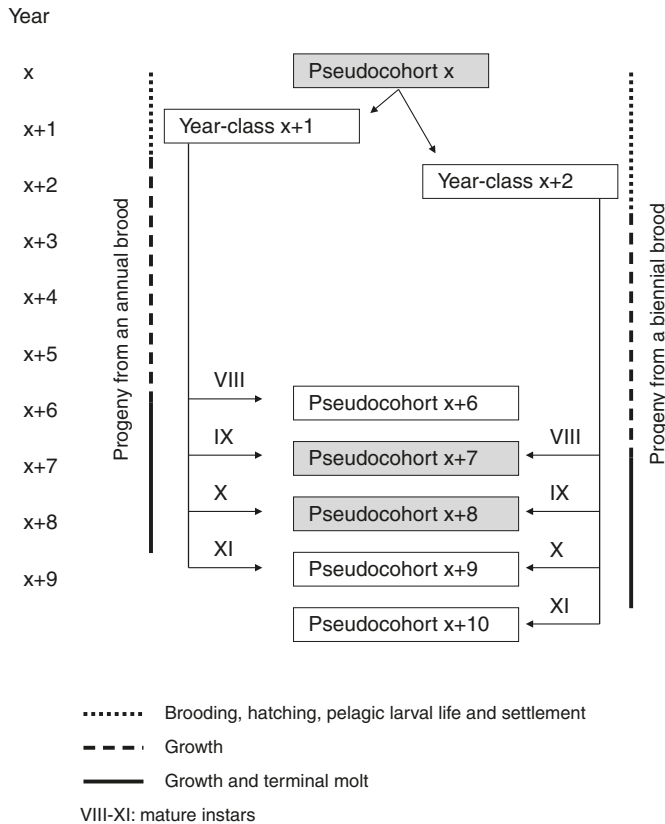 Year
x
Pseudocohort x
x+1
Year-class x+1
x+2
Year-class x+2
x+3
x+4
x+5
VIII
x+6
Pseudocohort x+6
IX
VIII
x+7
Pseudocohort x+7
X
IX
x+8
Pseudocohort x+8
XI
X
x+9
Pseudocohort x+9
XI
Pseudocohort x+10
Progeny from an annual brood
Progeny from a biennial brood
Brooding, hatching, pelagic larval life and settlement
Growth
Growth and terminal molt
VIII-XI: mature instars